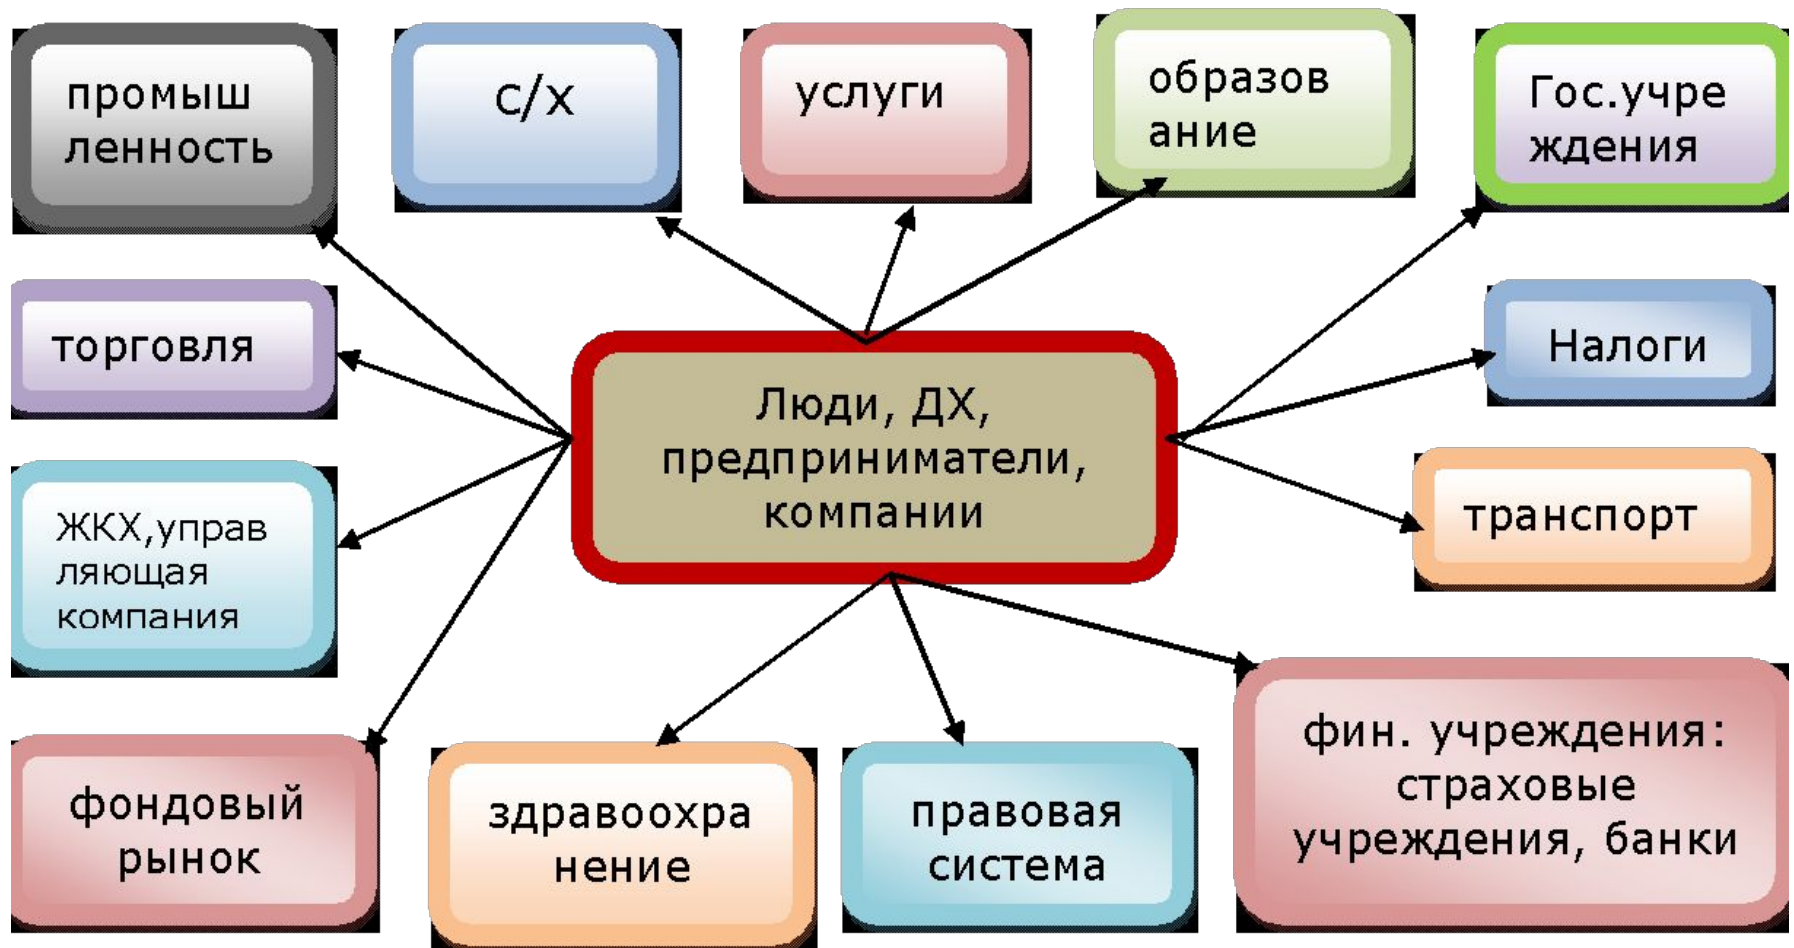 промыш
ленность
с/х
услуги
образов
ание
Гос.учре
ждения
торговля
Налоги
Люди, ДХ,
предприниматели,
компании
ЖКХ,управ
ляющая
компания
транспорт
фондовый
рынок
здравоохра
нение
правовая
система
фин. учреждения:
страховые
учреждения, банки